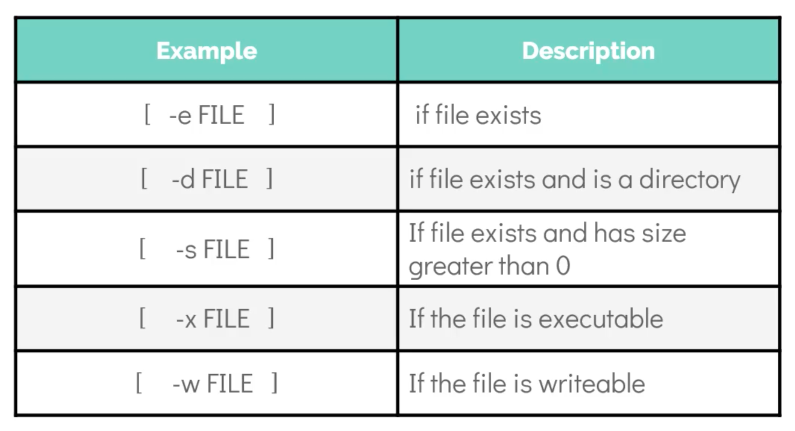 Example Description
[ -e FILE ] if file exists
[ -d FILE ] if file exists and is a directory
[ -s FILE ] If file exists and has size
greater than 0
[ -x FILE ] If the file is executable
[ -w FILE ] If the file is writeable